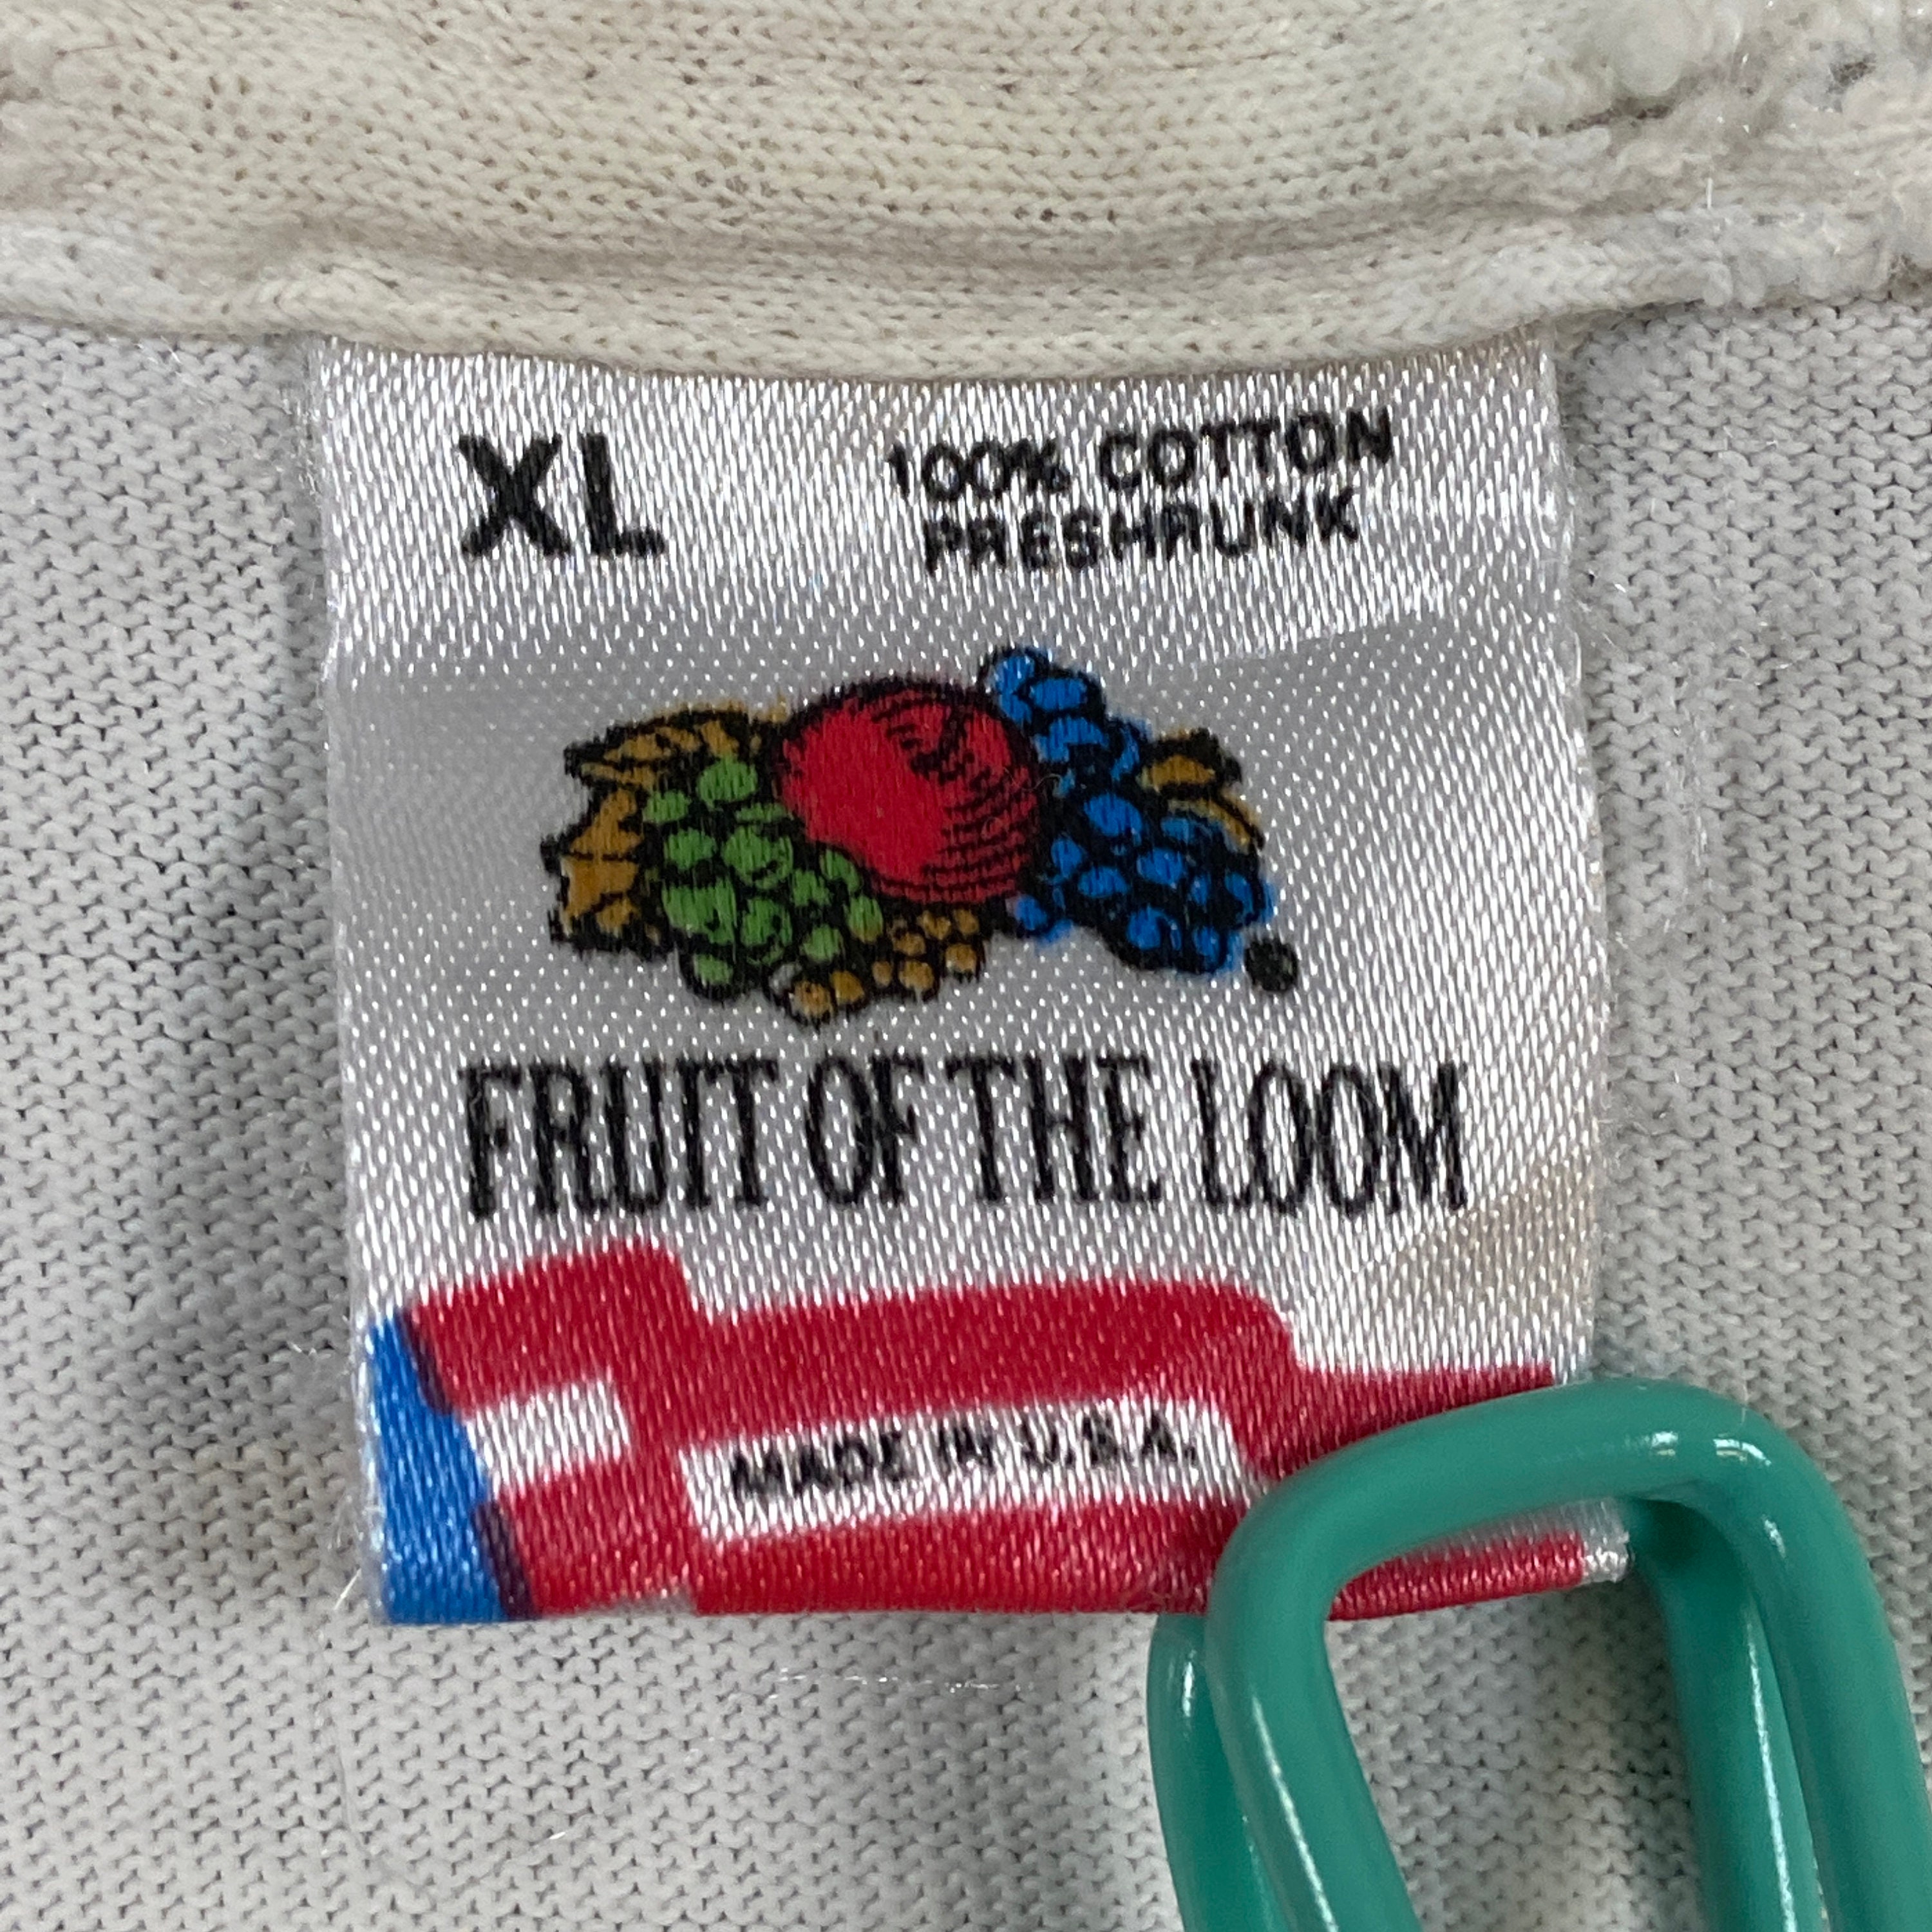 XL
100% COTTON
PRESHRUNK
FRUIT OF THE LOOM
MADE IN U.S.A.